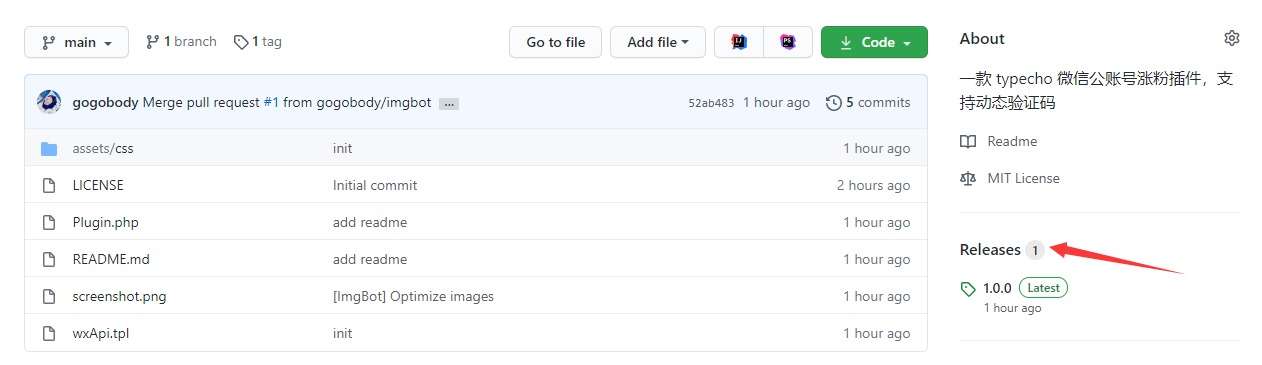 main 1 branch 1 tag Go to file Add file Code
gogobody Merge pull request #1 from gogobody/imgbot ... 52ab483 1 hour ago 5 commits
assets/css init 1 hour ago
LICENSE Initial commit 2 hours ago
Plugin.php add readme 1 hour ago
README.md add readme 1 hour ago
screenshot.png [ImgBot] Optimize images 1 hour ago
wxApi.tpl init 1 hour ago
About
一款 typecho 微信公账号涨粉插件，支
持动态验证码
Readme
MIT License
Releases 1
1.0.0 Latest
1 hour ago